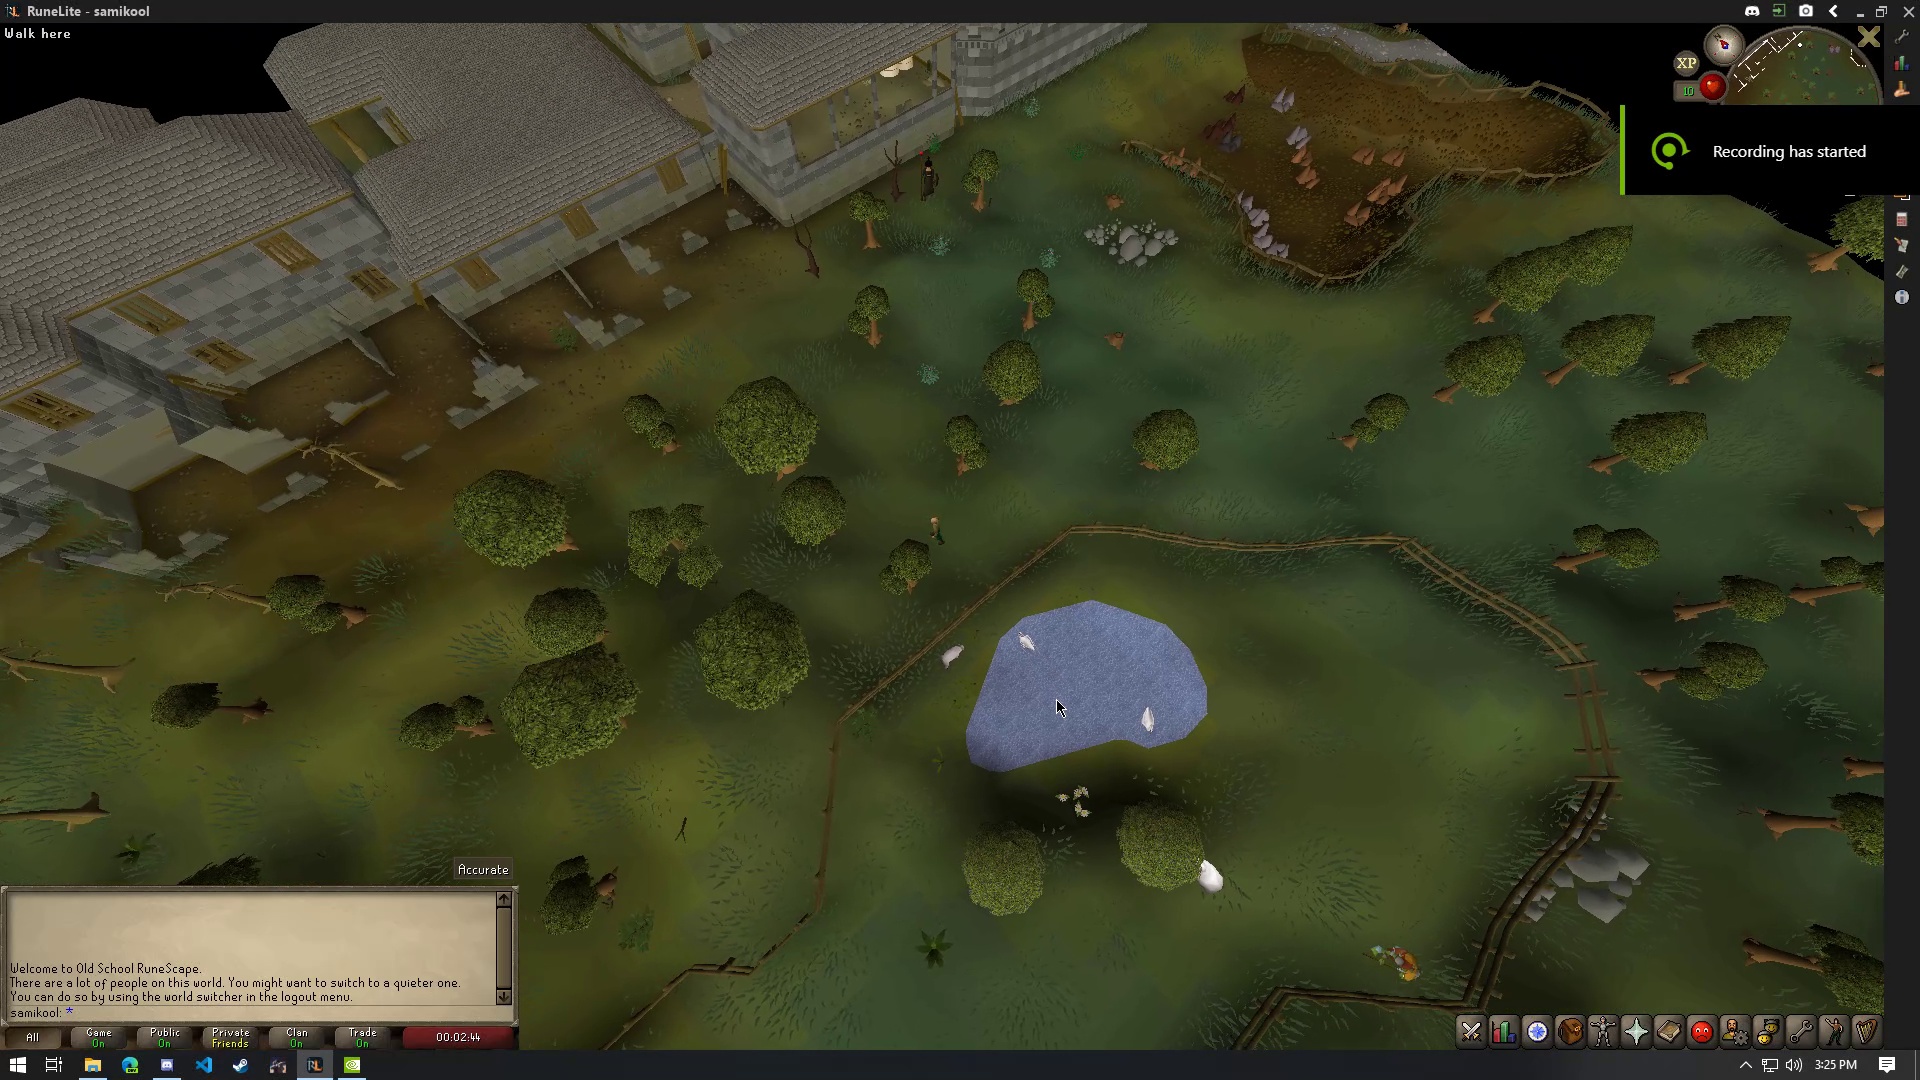 RuneLite - samikool
Walk here
XP
10
Recording has started
Accurate
Welcome to Old School RuneScape.
There are a lot of people on this world. You might want to switch to a quieter one.
You can do so by using the world switcher in the logout menu.
samikool: *
All
Game
On
Public
On
Private
Friends
Clan
On
Trade
On
00:02:44
3:25 PM